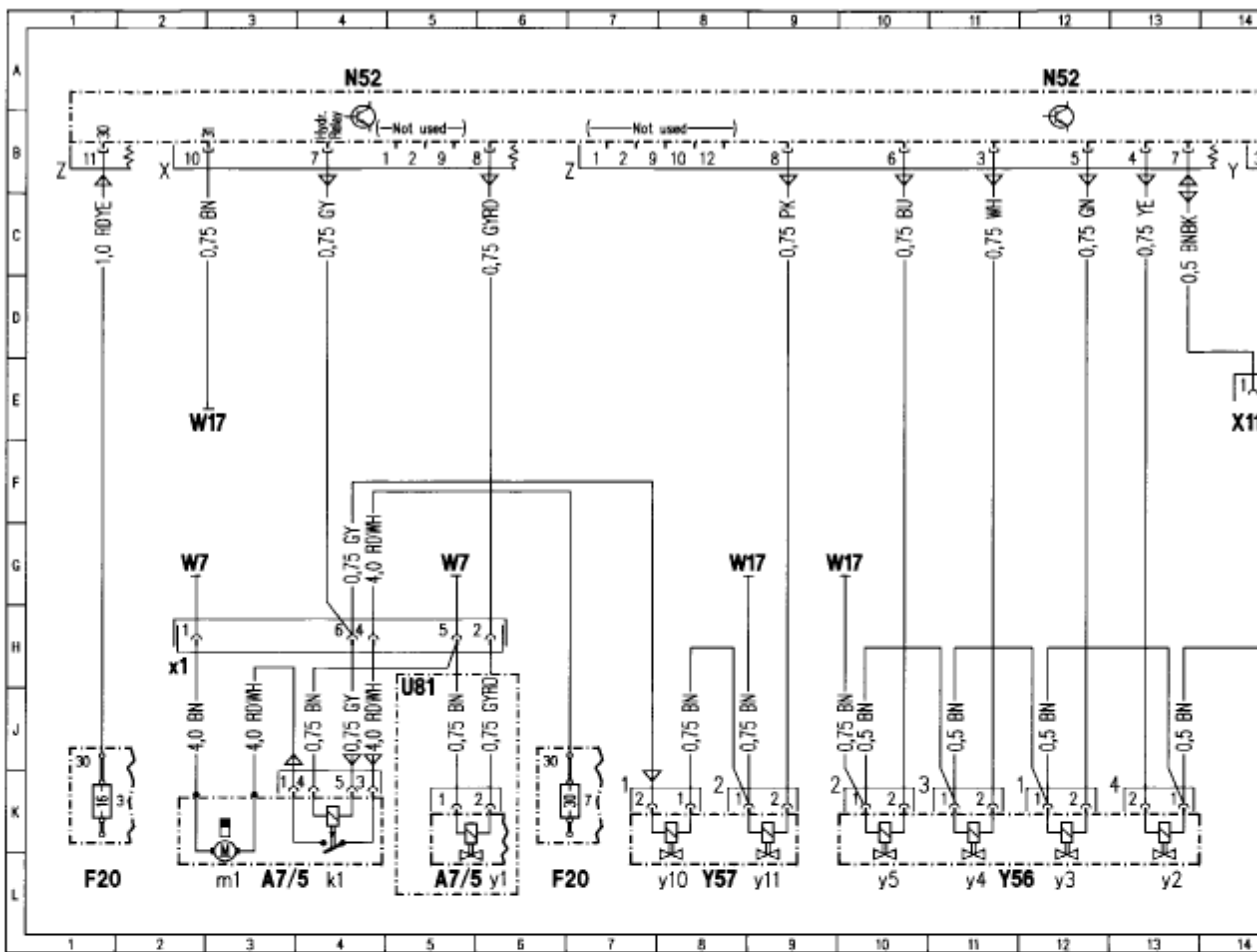 1 2 3 4 5 6 7 8 9 10 11 12 13 14
A
N52 N52
30 31 Hydr. Relay (Not used) (Not used)
B
Z 11 X 10 7 1 2 9 8 Z 1 2 9 10 12 8 6 3 5 4 7 Y
C
1,0 RDYE 0,75 BN 0,75 GY 0,75 GYRD 0,75 PK 0,75 BU 0,75 WH 0,75 GN 0,75 YE 0,5 BNBK
D
E
1
W17 X11
F
G
W7 0,75 GY 4,0 RDWH W7 W17 W17
H
1 6 4 5 2
x1
U81
J
4,0 BN 4,0 RDWH 0,75 BN 0,75 GY 4,0 RDWH 0,75 BN 0,75 GYRD 0,75 BN 0,75 BN 0,75 BN 0,5 BN 0,5 BN 0,5 BN 0,5 BN
30 30
K
16 3 1 4 5 3 1 2 30 7 1 2 1 2 1 2 2 1 2 3 1 2 1 1 2 4 2 1
M
L
F20 m1 A7/5 k1 A7/5 y1 F20 y10 Y57 y11 y5 y4 Y56 y3 y2
1 2 3 4 5 6 7 8 9 10 11 12 13 14